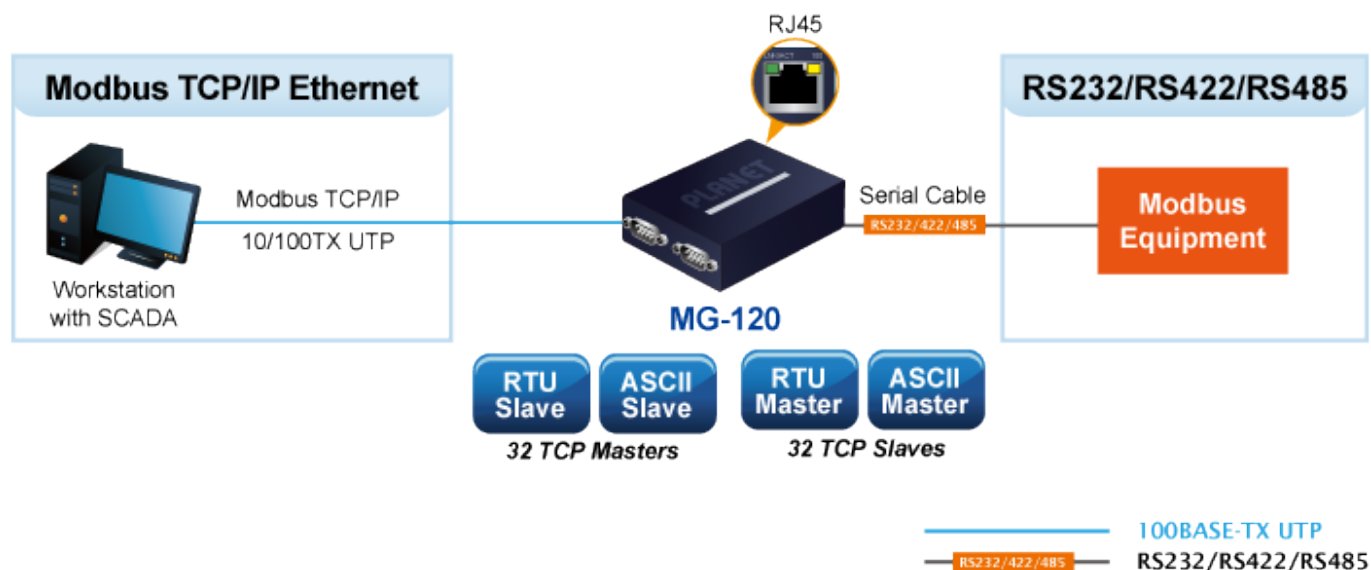 RJ45
Modbus TCP/IP Ethernet
RS232/RS422/RS485
PLANET
Modbus TCP/IP
10/100TX UTP
Serial Cable
RS232/422/485
Modbus
Equipment
Workstation
with SCADA
MG-120
RTU
Slave
ASCII
Slave
RTU
Master
ASCII
Master
32 TCP Masters
32 TCP Slaves
100BASE-TX UTP
RS232/422/485
RS232/RS422/RS485